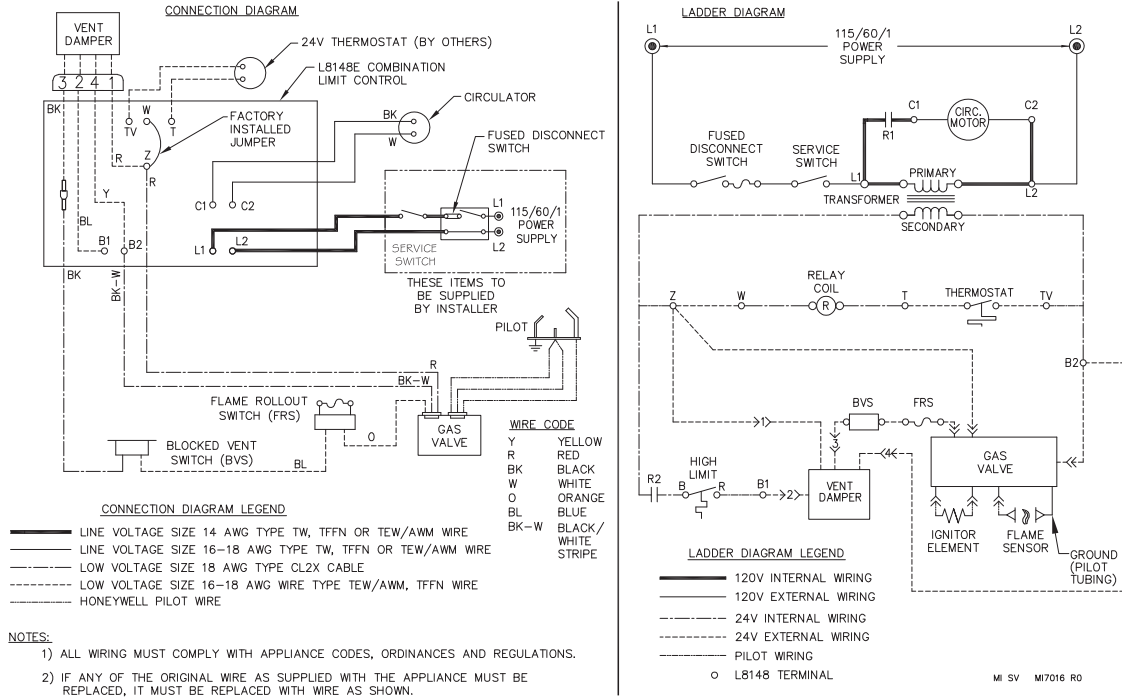 CONNECTION DIAGRAM
VENT
DAMPER
3 2 4 1
24V THERMOSTAT (BY OTHERS)
L8148E COMBINATION
LIMIT CONTROL
BK
W
TV
T
FACTORY
INSTALLED
JUMPER
CIRCULATOR
BK
W
FUSED DISCONNECT
SWITCH
R
Z
R
Y
BL
C1
C2
B1
B2
L1
L2
L1
115/60/1
POWER
SUPPLY
L2
SERVICE
SWITCH
BK
BK-W
THESE ITEMS TO
BE SUPPLIED
BY INSTALLER
PILOT
R
BK-W
FLAME ROLLOUT
SWITCH (FRS)
O
GAS
VALVE
BLOCKED VENT
SWITCH (BVS)
BL
WIRE CODE
Y YELLOW
R RED
BK BLACK
W WHITE
O ORANGE
BL BLUE
BK-W BLACK/
WHITE
STRIPE
CONNECTION DIAGRAM LEGEND
LINE VOLTAGE SIZE 14 AWG TYPE TW, TFFN OR TEW/AWM WIRE
LINE VOLTAGE SIZE 16-18 AWG TYPE TW, TFFN OR TEW/AWM WIRE
LOW VOLTAGE SIZE 18 AWG TYPE CL2X CABLE
LOW VOLTAGE SIZE 16-18 AWG WIRE TYPE TEW/AWM, TFFN WIRE
HONEYWELL PILOT WIRE
NOTES:
1) ALL WIRING MUST COMPLY WITH APPLIANCE CODES, ORDINANCES AND REGULATIONS.
2) IF ANY OF THE ORIGINAL WIRE AS SUPPLIED WITH THE APPLIANCE MUST BE
REPLACED, IT MUST BE REPLACED WITH WIRE AS SHOWN.
LADDER DIAGRAM
L1
115/60/1
POWER
SUPPLY
L2
C1
CIRC.
MOTOR
C2
R1
FUSED
DISCONNECT
SWITCH
SERVICE
SWITCH
L1
PRIMARY
L2
TRANSFORMER
SECONDARY
Z
W
RELAY
COIL
R
T
THERMOSTAT
TV
B2
BVS
FRS
1
3
4
GAS
VALVE
R2
B
HIGH
LIMIT
R
B1
2
VENT
DAMPER
IGNITOR
ELEMENT
FLAME
SENSOR
GROUND
(PILOT
TUBING)
LADDER DIAGRAM LEGEND
120V INTERNAL WIRING
120V EXTERNAL WIRING
24V INTERNAL WIRING
24V EXTERNAL WIRING
PILOT WIRING
L8148 TERMINAL
MI SV MI7016 R0